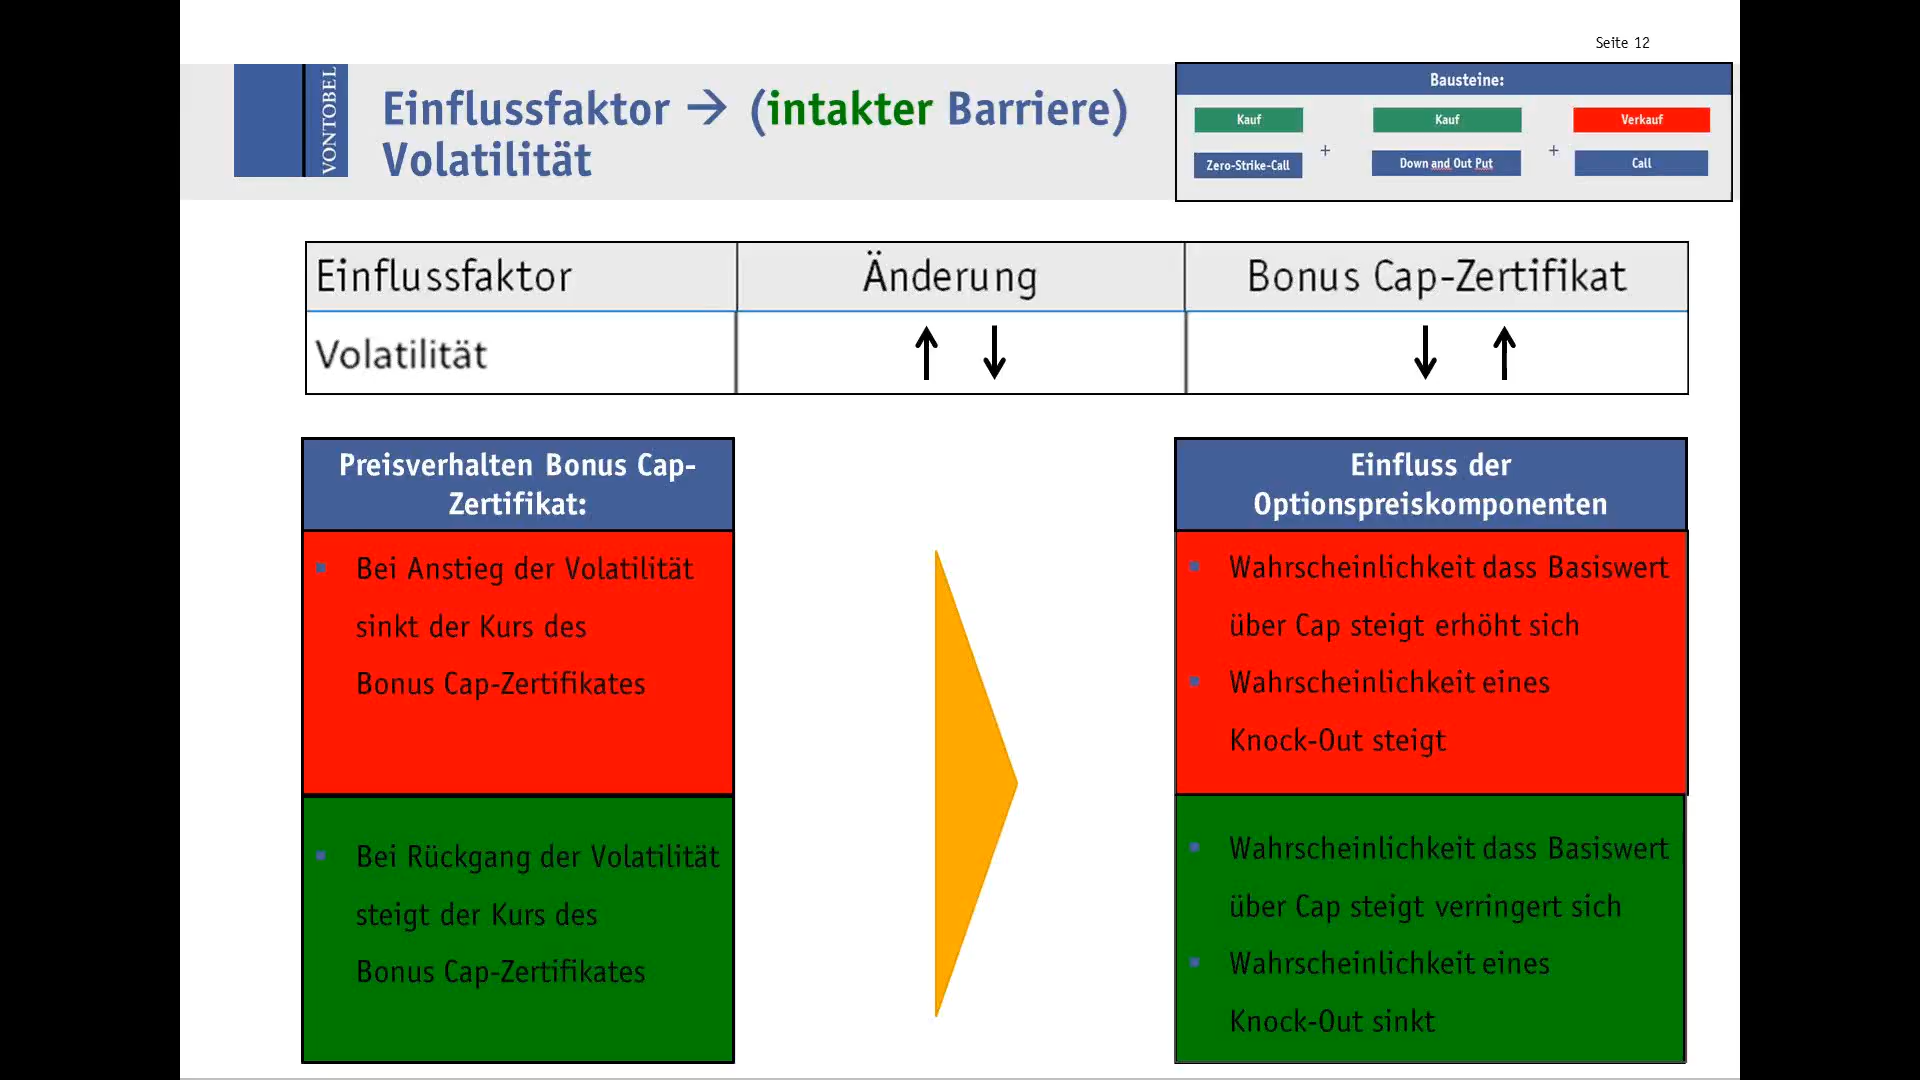 Seite 12
VONTOBEL
Einflussfaktor → (intakter Barriere)
Volatilität
Bausteine:
Kauf
Kauf
Verkauf
Zero-Strike-Call
+
Down and Out Put
+
Call
Einflussfaktor
Änderung
Bonus Cap-Zertifikat
Volatilität
↑ ↓
↓ ↑
Preisverhalten Bonus Cap-
Zertifikat:
Bei Anstieg der Volatilität
sinkt der Kurs des
Bonus Cap-Zertifikates
Bei Rückgang der Volatilität
steigt der Kurs des
Bonus Cap-Zertifikates
Einfluss der
Optionspreiskomponenten
Wahrscheinlichkeit dass Basiswert
über Cap steigt erhöht sich
Wahrscheinlichkeit eines
Knock-Out steigt
Wahrscheinlichkeit dass Basiswert
über Cap steigt verringert sich
Wahrscheinlichkeit eines
Knock-Out sinkt